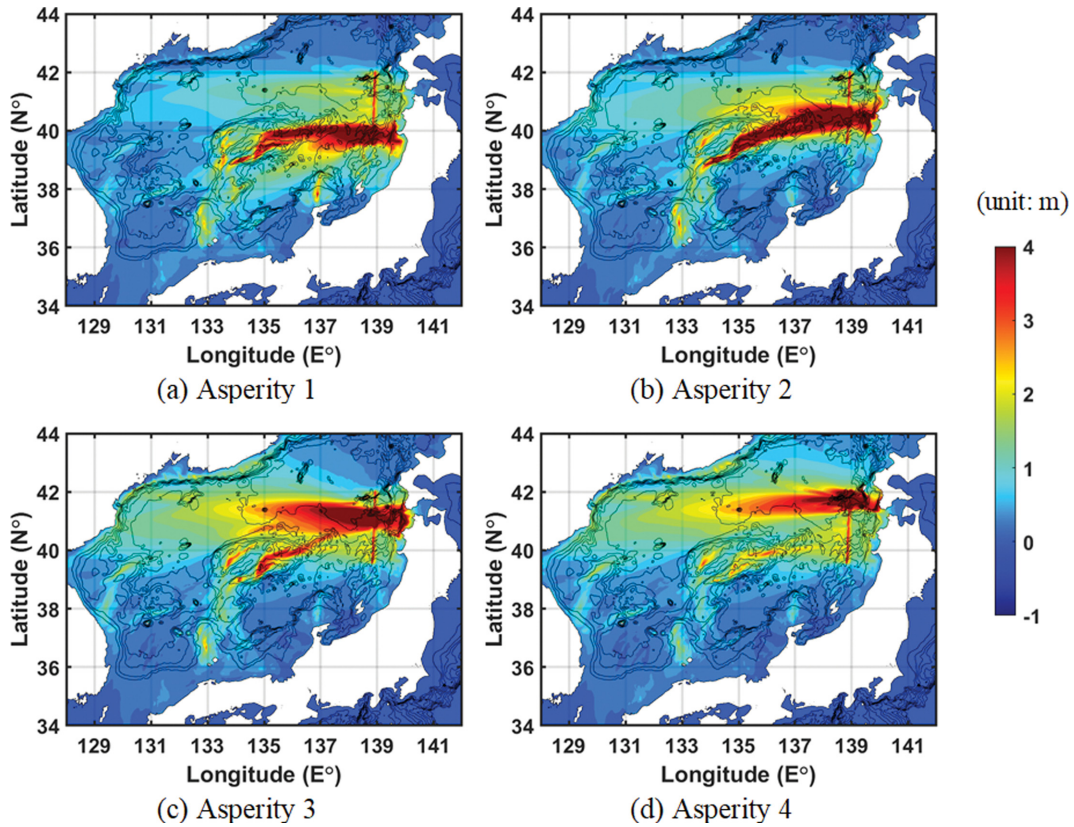 44
42
40
38
36
34
Latitude (N°)
129 131 133 135 137 139 141
Longitude (E°)
(a) Asperity 1
44
42
40
38
36
34
Latitude (N°)
129 131 133 135 137 139 141
Longitude (E°)
(b) Asperity 2
(unit: m)
4
3
2
1
0
-1
44
42
40
38
36
34
Latitude (N°)
129 131 133 135 137 139 141
Longitude (E°)
(c) Asperity 3
44
42
40
38
36
34
Latitude (N°)
129 131 133 135 137 139 141
Longitude (E°)
(d) Asperity 4